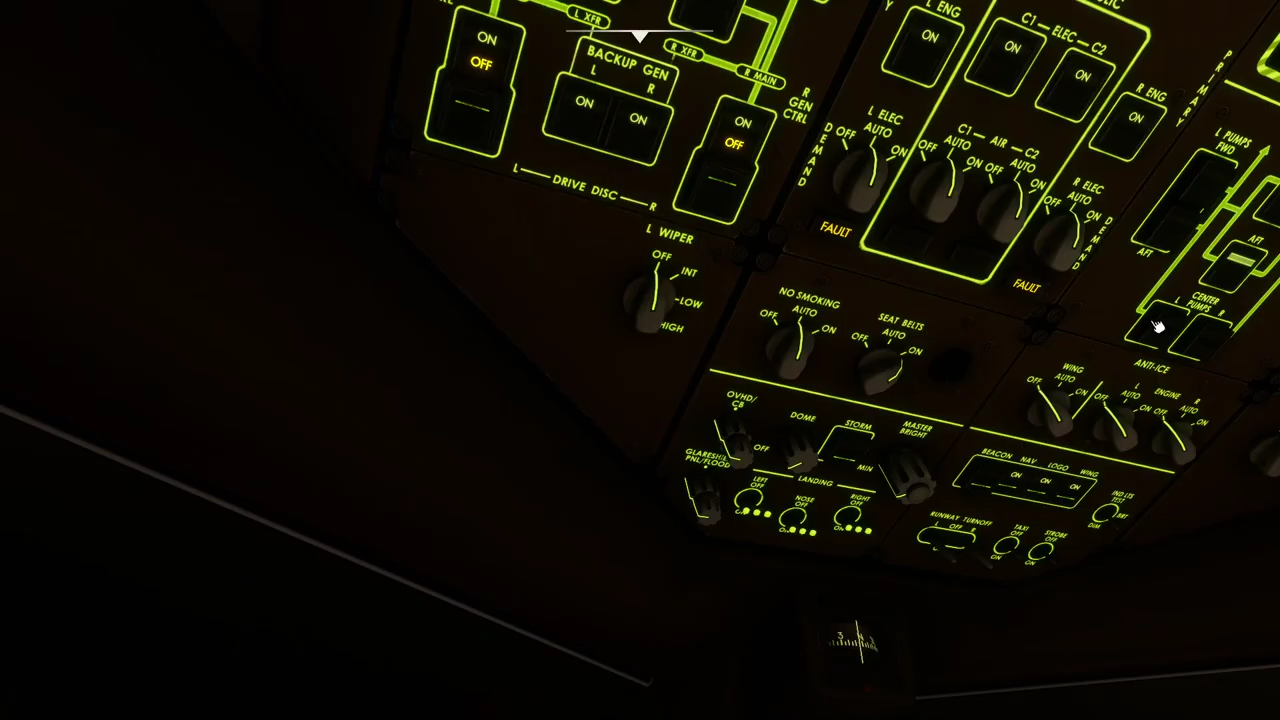 ON
OFF
L XFR
BACKUP GEN
L
R
ON
ON
R XFR
R MAIN
R
GEN
CTRL
ON
OFF
L DRIVE DISC R
L WIPER
OFF
INT
LOW
HIGH
L ENG
ON
C1 ELEC C2
ON
ON
R ENG
ON
PRIMARY
DEMAND
L ELEC
OFF
AUTO
ON
C1 AIR C2
OFF
AUTO
ON
OFF
AUTO
ON
R ELEC
OFF
AUTO
ON
DEMAND
FAULT
FAULT
L PUMPS
FWD
AFT
AFT
CENTER
L PUMPS R
NO SMOKING
OFF
AUTO
ON
SEAT BELTS
OFF
AUTO
ON
ANTI-ICE
WING
OFF
AUTO
ON
L ENGINE R
OFF
AUTO
ON
OFF
AUTO
ON
OVHD/
CB
OFF
DOME
STORM
MIN
MASTER
BRIGHT
GLARESHIELD
PNL/FLOOD
LANDING
LEFT
OFF
ON
NOSE
OFF
ON
RIGHT
OFF
ON
BEACON NAV LOGO WING
ON
ON
ON
IND LTS
TEST
BRT
DIM
RUNWAY TURNOFF
L OFF R
TAXI
OFF
ON
STROBE
OFF
ON
3